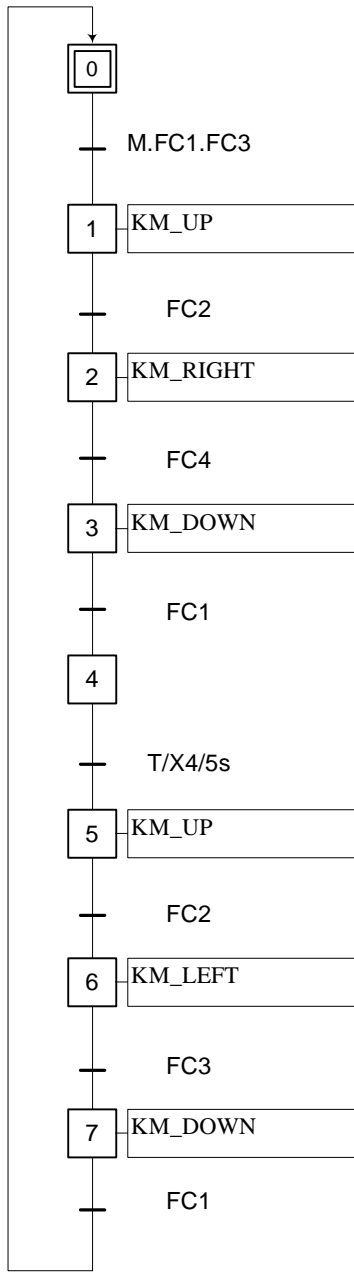 0
M.FC1.FC3
1 KM_UP
FC2
2 KM_RIGHT
FC4
3 KM_DOWN
FC1
4
T/X4/5s
5 KM_UP
FC2
6 KM_LEFT
FC3
7 KM_DOWN
FC1